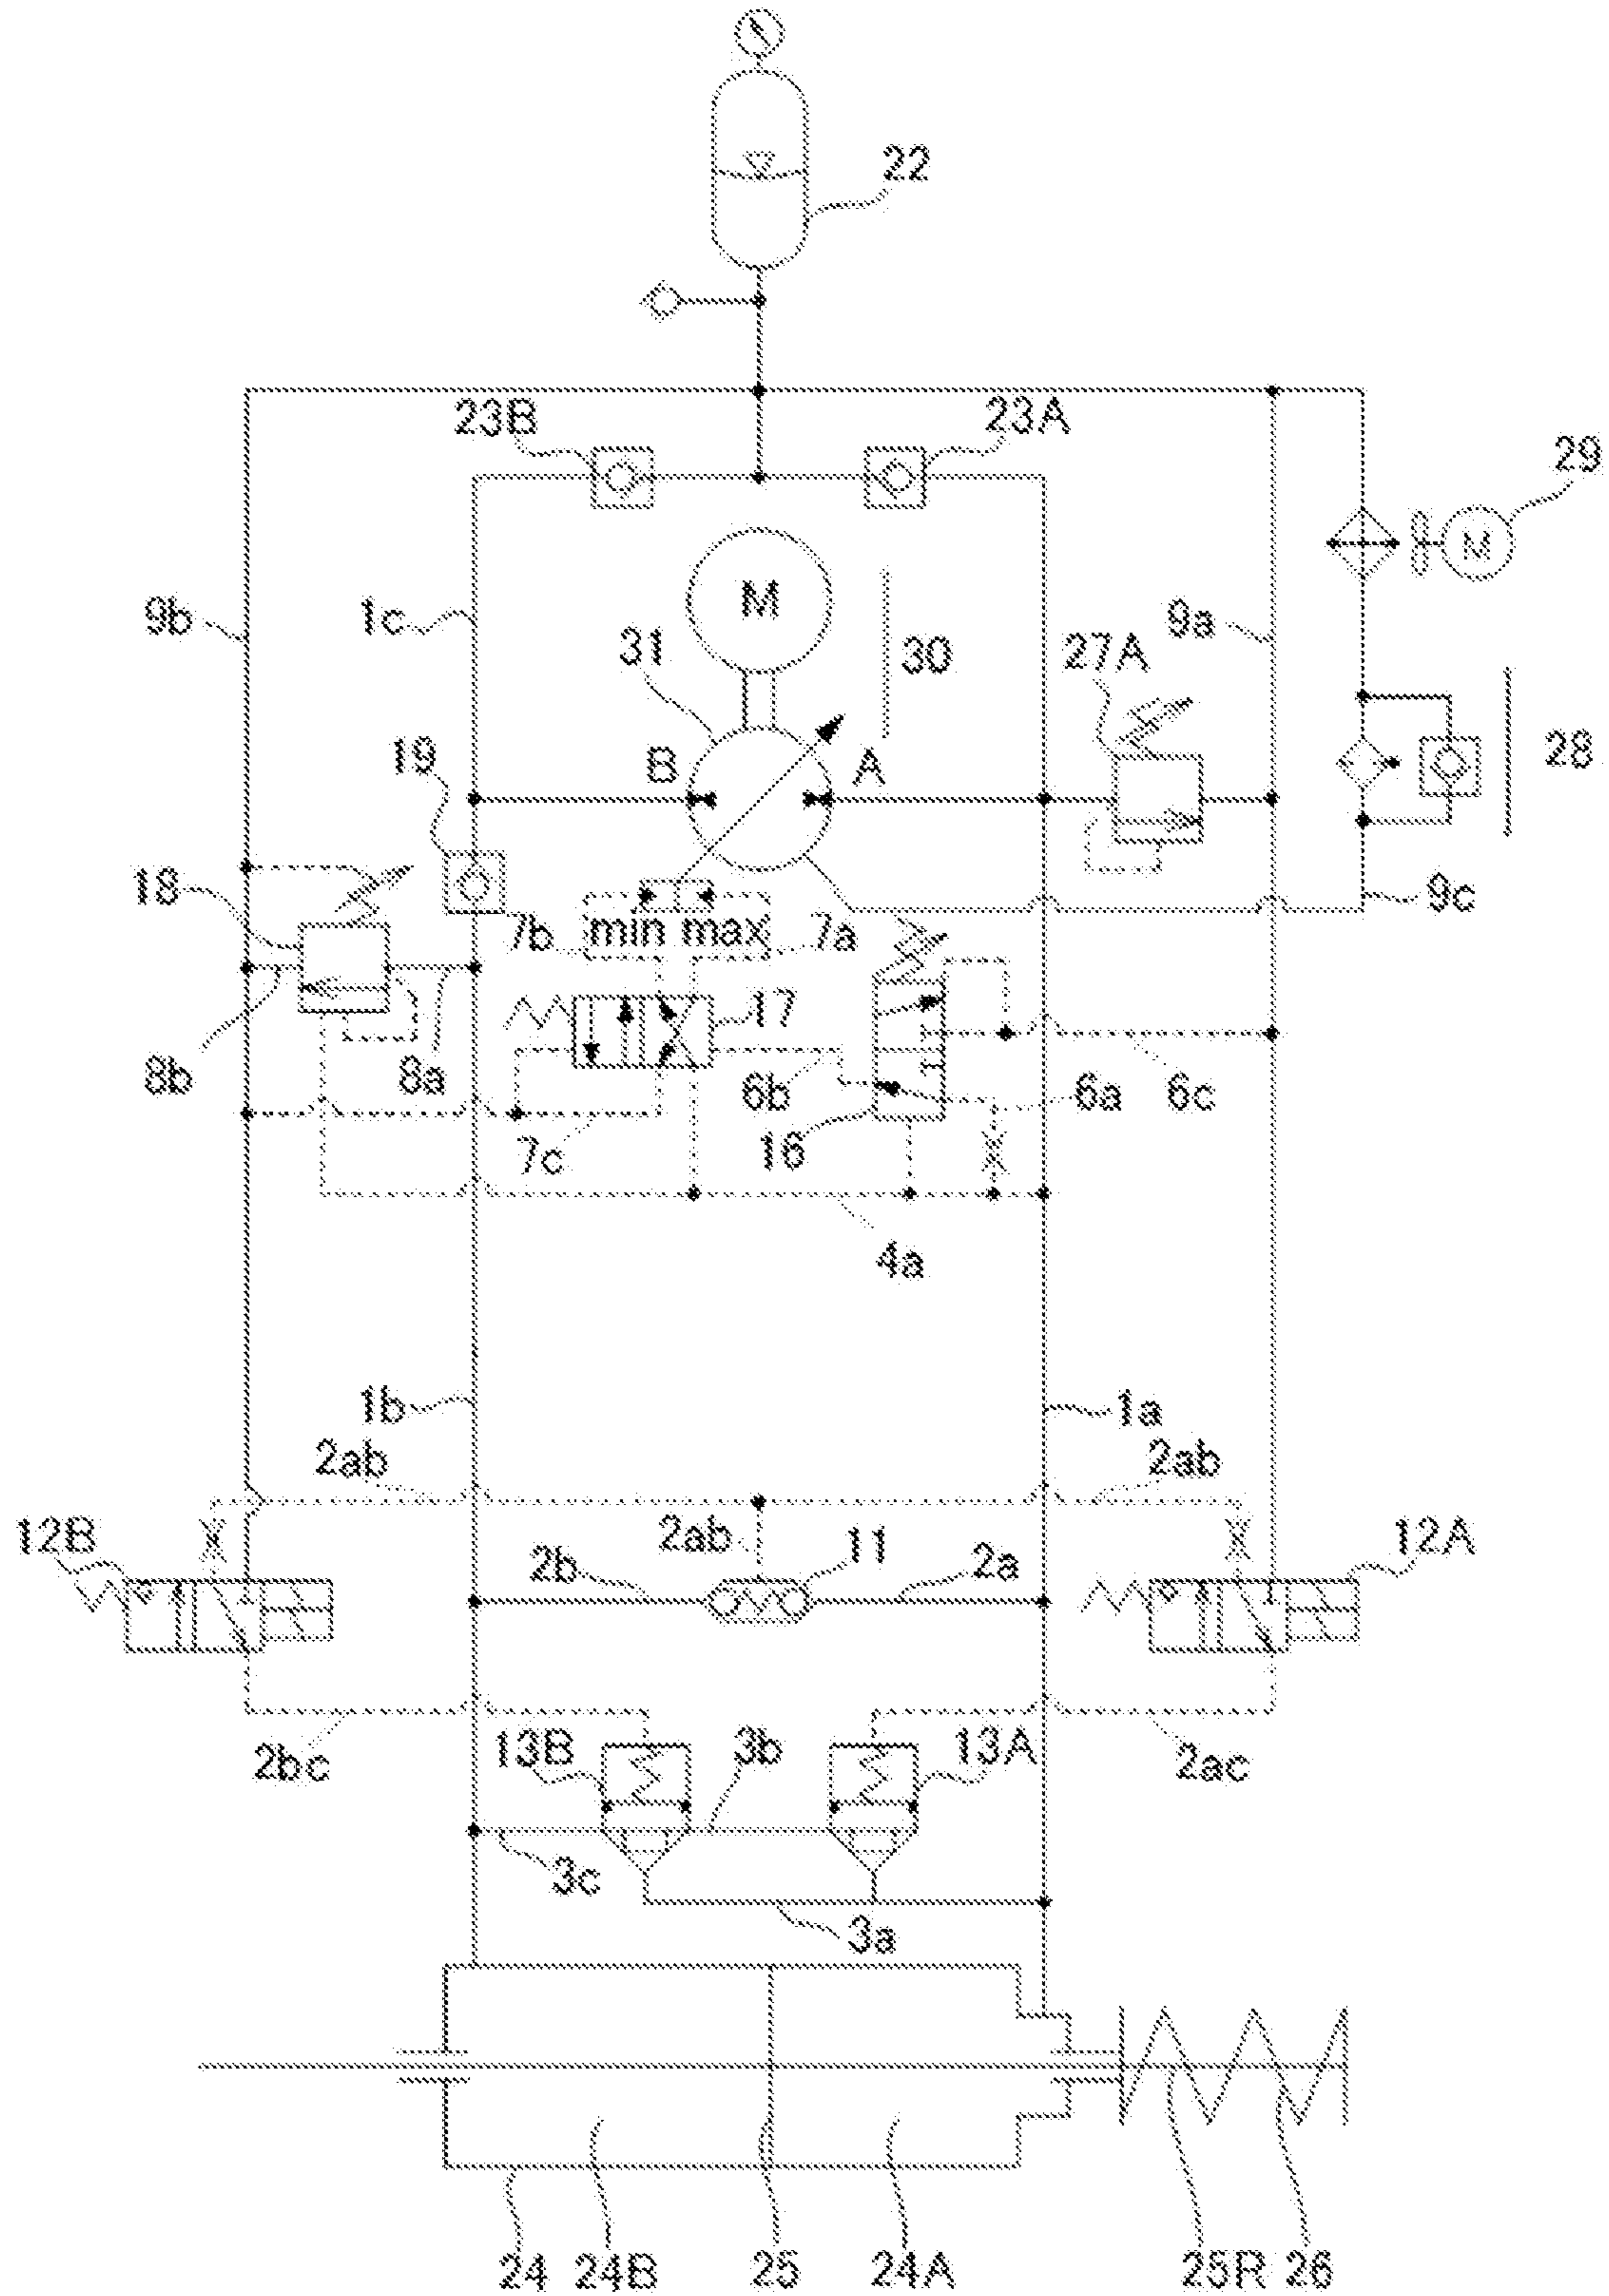 22
23B 23A
29
M
9b 1c M 9a
31 30 27A
19 B A 28
18 9c
7b min max 7a
17
8b 8a 6b 6a 6c
7c 16
4a
1b 1a
2ab 2ab
12B 2ab 11 12A
2b 2a
2bc 13B 3b 13A 2ac
3c
3a
24 24B 25 24A 25R 26